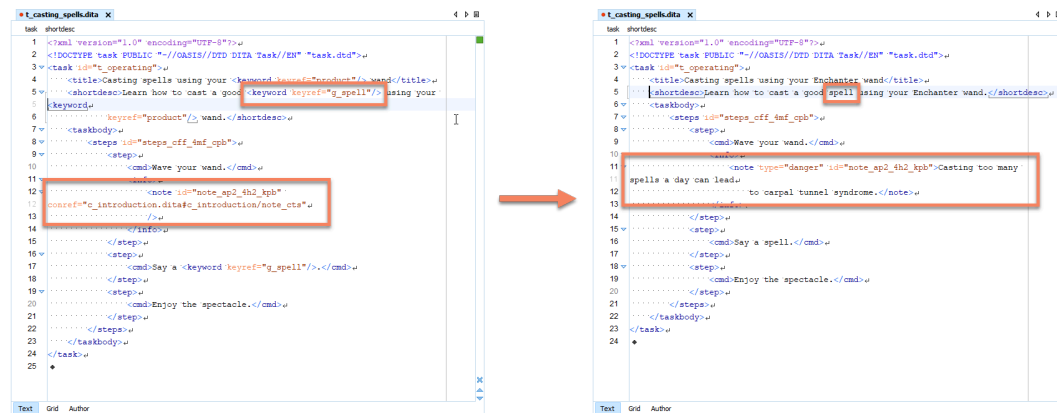 t_casting_spells.dita
task shortdesc
1 <?xml version="1.0" encoding="UTF-8"?>
2 <!DOCTYPE task PUBLIC "-//OASIS//DTD DITA Task//EN" "task.dtd">
3 <task id="t_operating">
4 <title>Casting spells using your <keyword keyref="product"/> wand</title>
5 <shortdesc>Learn how to cast a good <keyword keyref="g_spell"/> using your
5 <keyword
6 keyref="product"/> wand.</shortdesc>
7 <taskbody>
8 <steps id="steps_cff_4mf_cpb">
9 <step>
10 <cmd>Wave your wand.</cmd>
11 <info>
12 <note id="note_ap2_4h2_kpb"
12 conref="c_introduction.dita#c_introduction/note_cts"
13 />
14 </info>
15 </step>
16 <step>
17 <cmd>Say a <keyword keyref="g_spell"/>.</cmd>
18 </step>
19 <step>
20 <cmd>Enjoy the spectacle.</cmd>
21 </step>
22 </steps>
23 </taskbody>
24 </task>
25
Text Grid Author
t_casting_spells.dita
task shortdesc
1 <?xml version="1.0" encoding="UTF-8"?>
2 <!DOCTYPE task PUBLIC "-//OASIS//DTD DITA Task//EN" "task.dtd">
3 <task id="t_operating">
4 <title>Casting spells using your Enchanter wand</title>
5 <shortdesc>Learn how to cast a good spell using your Enchanter wand.</shortdesc>
6 <taskbody>
7 <steps id="steps_cff_4mf_cpb">
8 <step>
9 <cmd>Wave your wand.</cmd>
10 <info>
11 <note type="danger" id="note_ap2_4h2_kpb">Casting too many
11 spells a day can lead
12 to carpal tunnel syndrome.</note>
13 </info>
14 </step>
15 <step>
16 <cmd>Say a spell.</cmd>
17 </step>
18 <step>
19 <cmd>Enjoy the spectacle.</cmd>
20 </step>
21 </steps>
22 </taskbody>
23 </task>
24
Text Grid Author